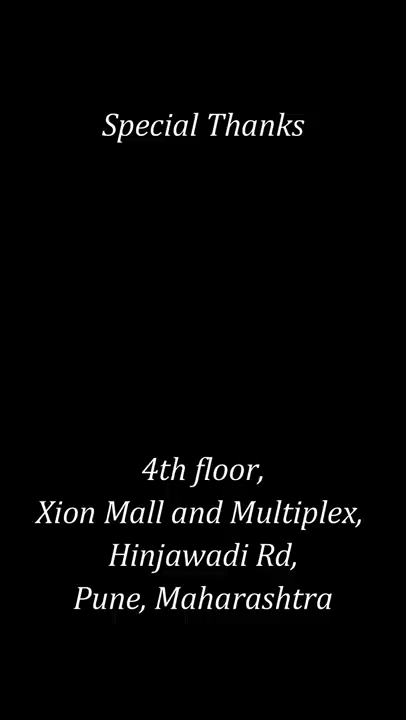 Special Thanks
4th floor,
Xion Mall and Multiplex,
Hinjawadi Rd,
Pune, Maharashtra